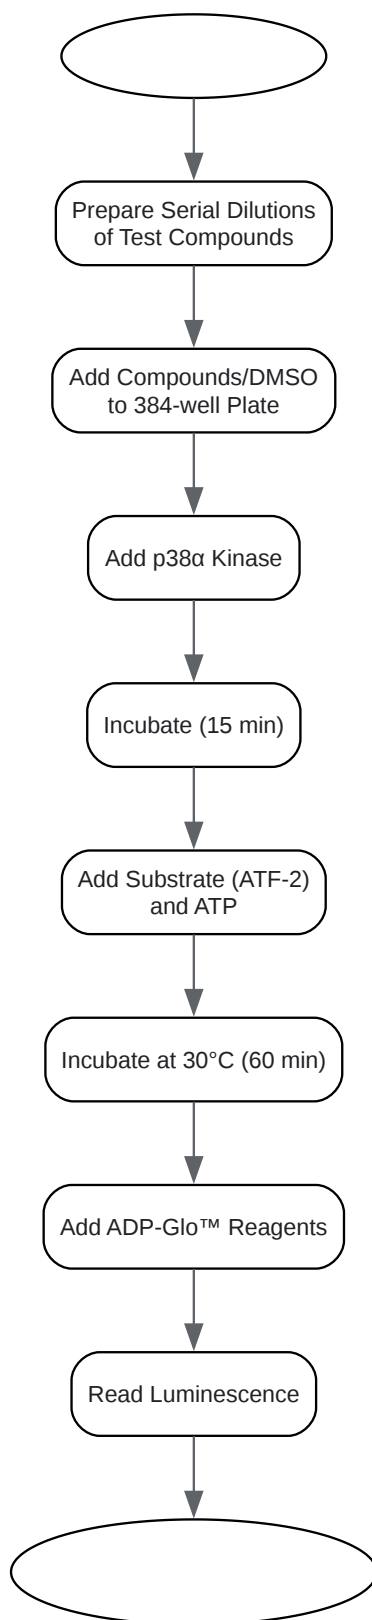 Prepare Serial Dilutions
of Test Compounds
Add Compounds/DMSO
to 384-well Plate
Add p38α Kinase
Incubate (15 min)
Add Substrate (ATF-2)
and ATP
Incubate at 30°C (60 min)
Add ADP-Glo™ Reagents
Read Luminescence